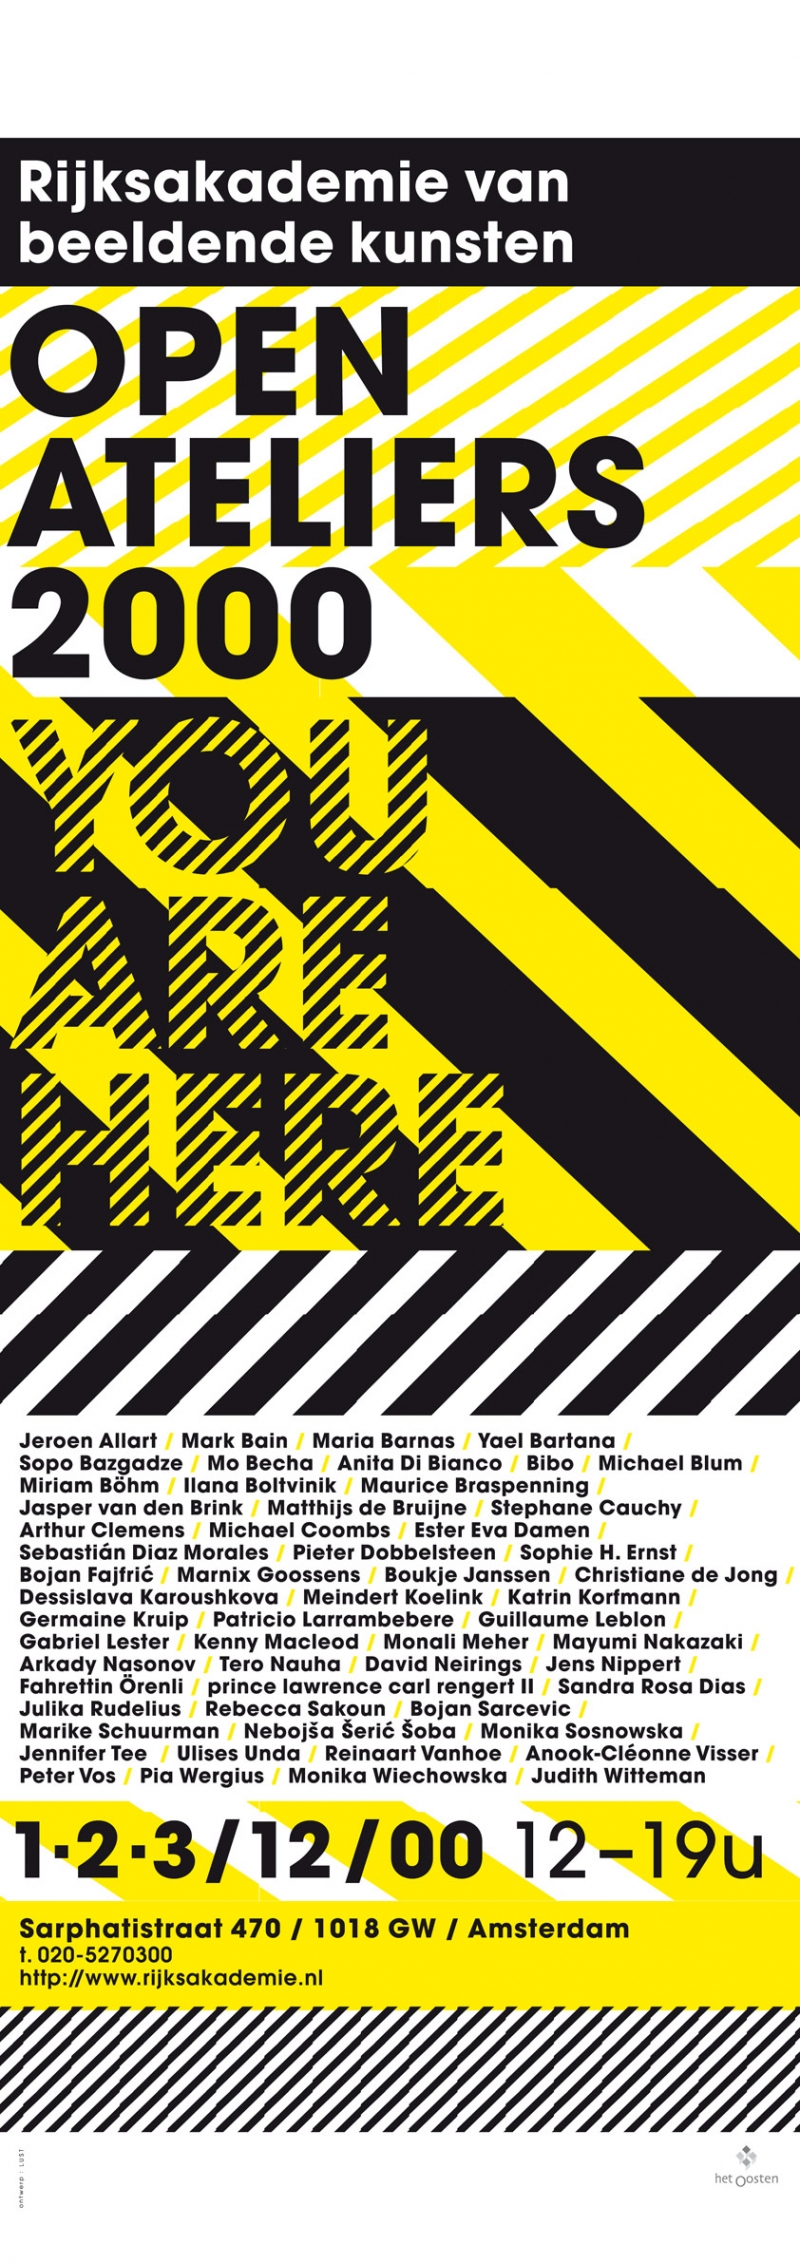 Rijksakademie van
beeldende kunsten
OPEN
ATELIERS
2000
YOU
ARE
HERE
Jeroen Allart / Mark Bain / Maria Barnas / Yael Bartana /
Sopo Bazgadze / Mo Becha / Anita Di Bianco / Bibo / Michael Blum /
Miriam Böhm / Ilana Boltvinik / Maurice Braspenning /
Jasper van den Brink / Matthijs de Bruijne / Stephane Cauchy /
Arthur Clemens / Michael Coombs / Ester Eva Damen /
Sebastián Diaz Morales / Pieter Dobbelsteen / Sophie H. Ernst /
Bojan Fajfrić / Marnix Goossens / Boukje Janssen / Christiane de Jong /
Dessislava Karoushkova / Meindert Koelink / Katrin Korfmann /
Germaine Kruip / Patricio Larrambebere / Guillaume Leblon /
Gabriel Lester / Kenny Macleod / Monali Meher / Mayumi Nakazaki /
Arkady Nasonov / Tero Nauha / David Neirings / Jens Nippert /
Fahrettin Örenli / prince lawrence carl rengert II / Sandra Rosa Dias /
Julika Rudelius / Rebecca Sakoun / Bojan Sarcevic /
Marike Schuurman / Nebojša Šerić Šoba / Monika Sosnowska /
Jennifer Tee / Ulises Unda / Reinaart Vanhoe / Anook-Cléonne Visser /
Peter Vos / Pia Wergius / Monika Wiechowska / Judith Witteman
1·2·3/12/00 12–19u
Sarphatistraat 470 / 1018 GW / Amsterdam
t. 020-5270300
http://www.rijksakademie.nl
ontwerp : LUST
het Oosten